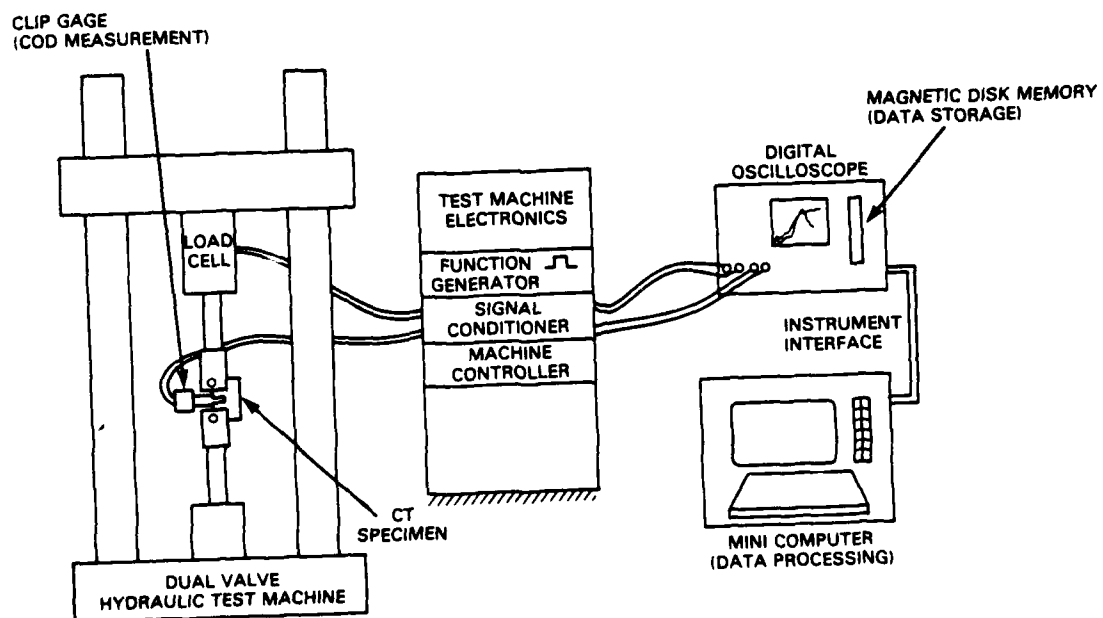 CLIP GAGE
(COD MEASUREMENT)
MAGNETIC DISK MEMORY
(DATA STORAGE)
DIGITAL
OSCILLOSCOPE
TEST MACHINE
ELECTRONICS
LOAD
CELL
FUNCTION
GENERATOR
SIGNAL
CONDITIONER
INSTRUMENT
INTERFACE
MACHINE
CONTROLLER
CT
SPECIMEN
MINI COMPUTER
(DATA PROCESSING)
DUAL VALVE
HYDRAULIC TEST MACHINE